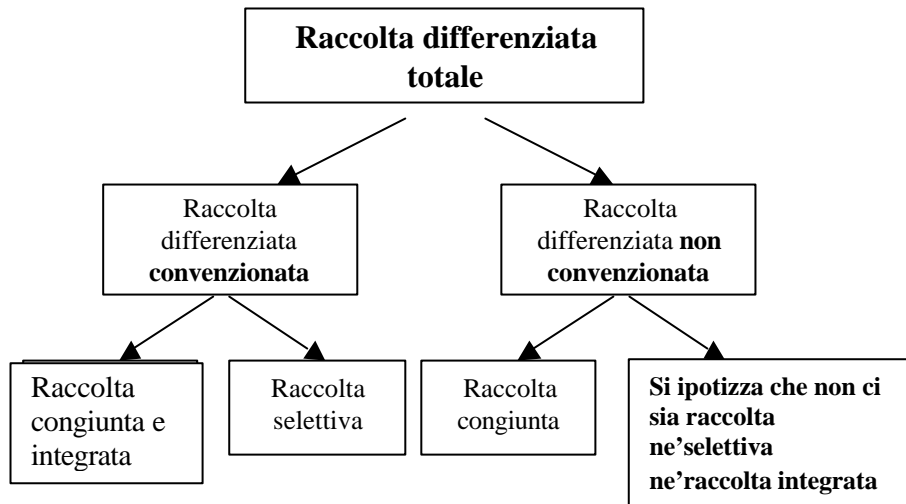 Raccolta differenziata
totale
Raccolta
differenziata
convenzionata
Raccolta
differenziata non
convenzionata
Raccolta
congiunta e
integrata
Raccolta
selettiva
Raccolta
congiunta
Si ipotizza che non ci
sia raccolta
ne'selettiva
ne'raccolta integrata